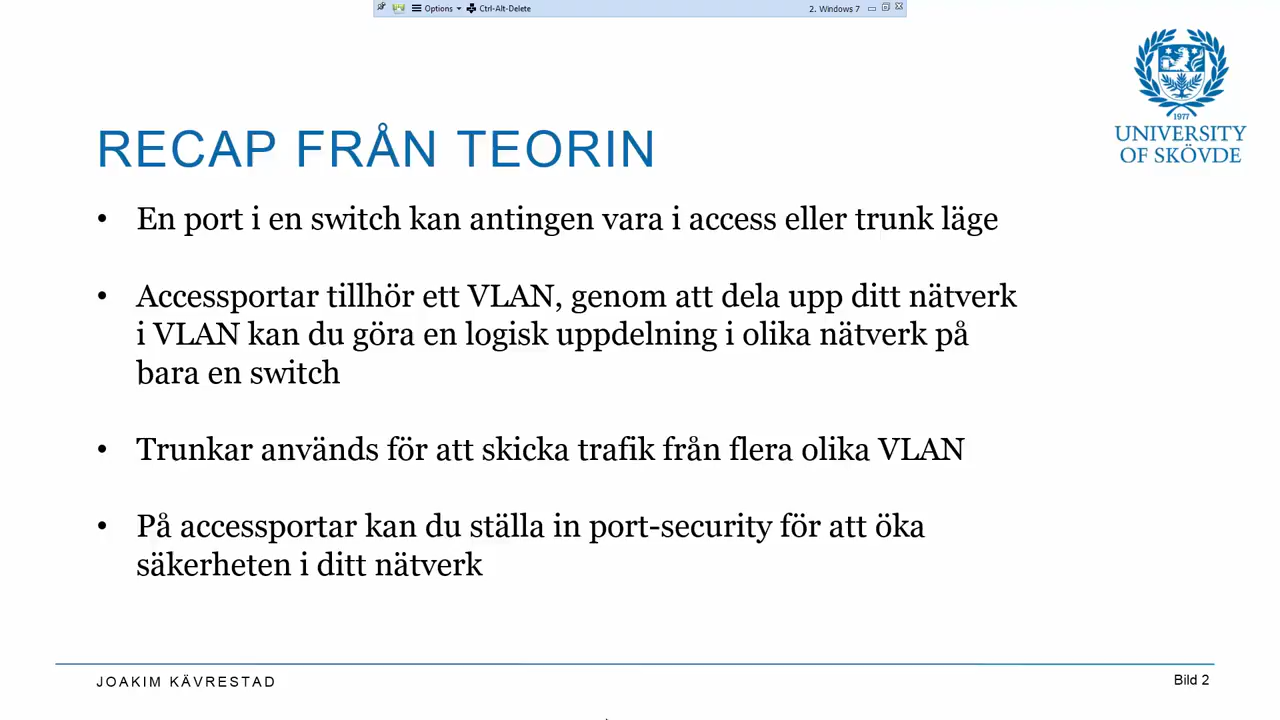 Options
Ctrl-Alt-Delete
2. Windows 7
1977
UNIVERSITY
OF SKÖVDE
RECAP FRÅN TEORIN
• En port i en switch kan antingen vara i access eller trunk läge
• Accessportar tillhör ett VLAN, genom att dela upp ditt nätverk
i VLAN kan du göra en logisk uppdelning i olika nätverk på
bara en switch
• Trunkar används för att skicka trafik från flera olika VLAN
• På accessportar kan du ställa in port-security för att öka
säkerheten i ditt nätverk
JOAKIM KÄVRESTAD
Bild 2